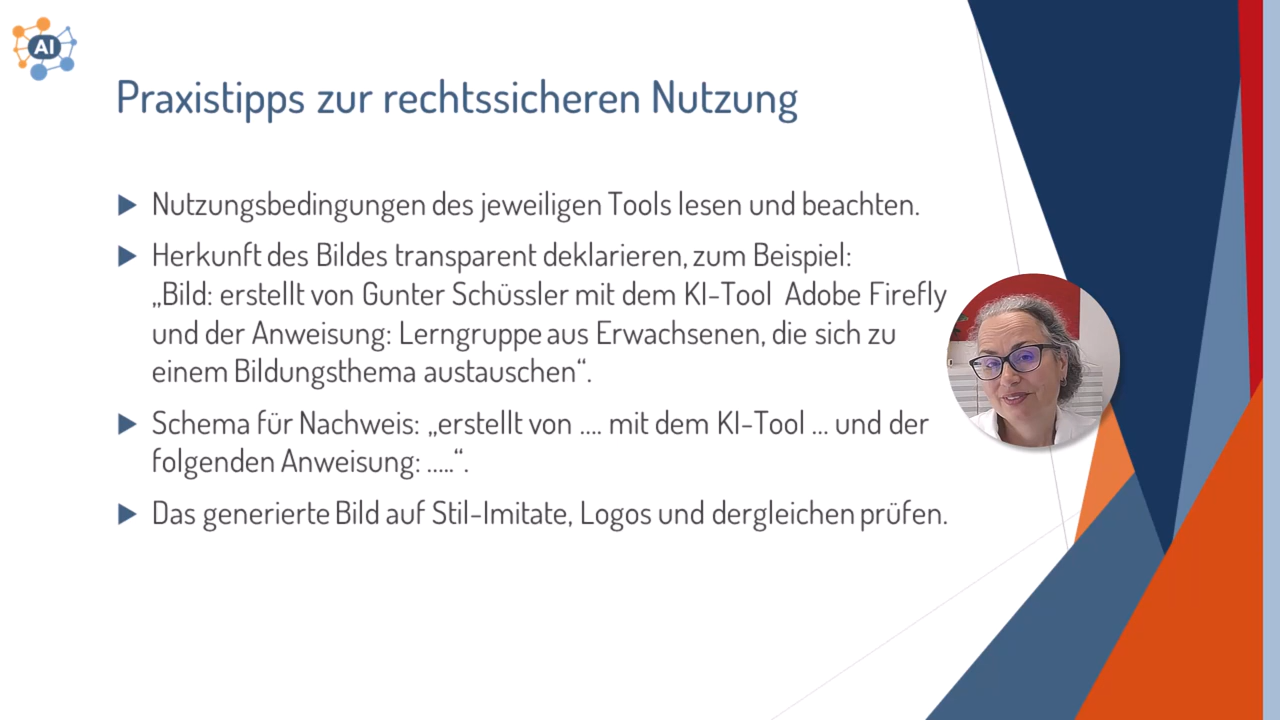 AI
Praxistipps zur rechtssicheren Nutzung
Nutzungsbedingungen des jeweiligen Tools lesen und beachten.
Herkunft des Bildes transparent deklarieren, zum Beispiel:
„Bild: erstellt von Gunter Schüssler mit dem KI-Tool Adobe Firefly
und der Anweisung: Lerngruppe aus Erwachsenen, die sich zu
einem Bildungsthema austauschen“.
Schema für Nachweis: „erstellt von .... mit dem KI-Tool ... und der
folgenden Anweisung: .....“.
Das generierte Bild auf Stil-Imitate, Logos und dergleichen prüfen.